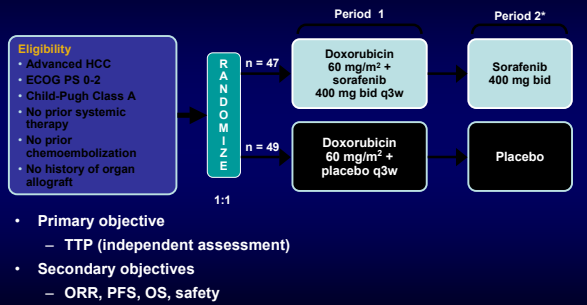 Period 1
Period 2*
Eligibility
• Advanced HCC
• ECOG PS 0-2
• Child-Pugh Class A
• No prior systemic
therapy
• No prior
chemoembolization
• No history of organ
allograft
RANDOMIZE
1:1
n = 47
Doxorubicin
60 mg/m² +
sorafenib
400 mg bid q3w
Sorafenib
400 mg bid
n = 49
Doxorubicin
60 mg/m² +
placebo q3w
Placebo
• Primary objective
– TTP (independent assessment)
• Secondary objectives
– ORR, PFS, OS, safety